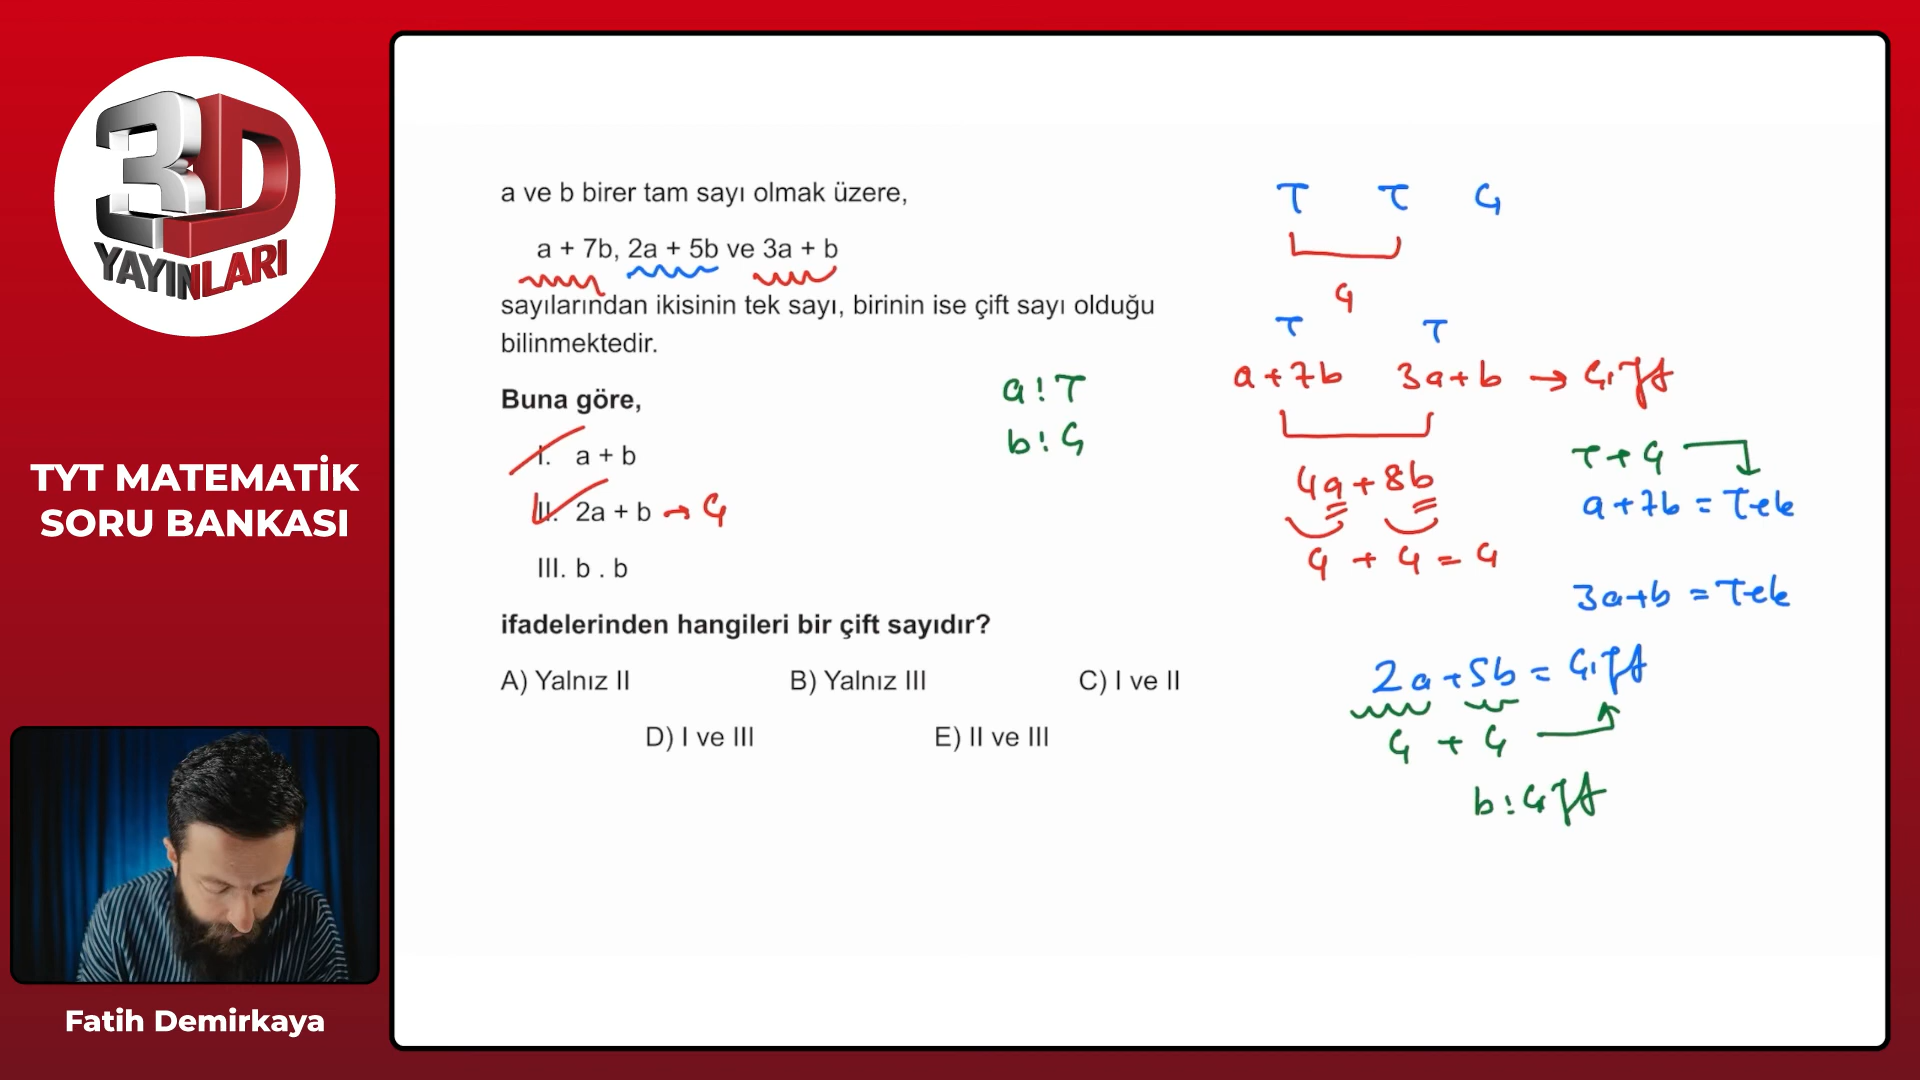 3D
YAYINLARI
TYT MATEMATİK
SORU BANKASI
Fatih Demirkaya
a ve b birer tam sayı olmak üzere,
a + 7b, 2a + 5b ve 3a + b
sayılarından ikisinin tek sayı, birinin ise çift sayı olduğu
bilinmektedir.
Buna göre,
I. a + b
II. 2a + b → Ç
III. b . b
ifadelerinden hangileri bir çift sayıdır?
A) Yalnız II B) Yalnız III C) I ve II
D) I ve III E) II ve III
a : T
b : Ç
T T Ç
Ç
T T
a + 7b 3a + b → Çift
4a + 8b
Ç + Ç = Ç
T + Ç
a + 7b = Tek
3a + b = Tek
2a + 5b = Çift
Ç + Ç
b : Çift